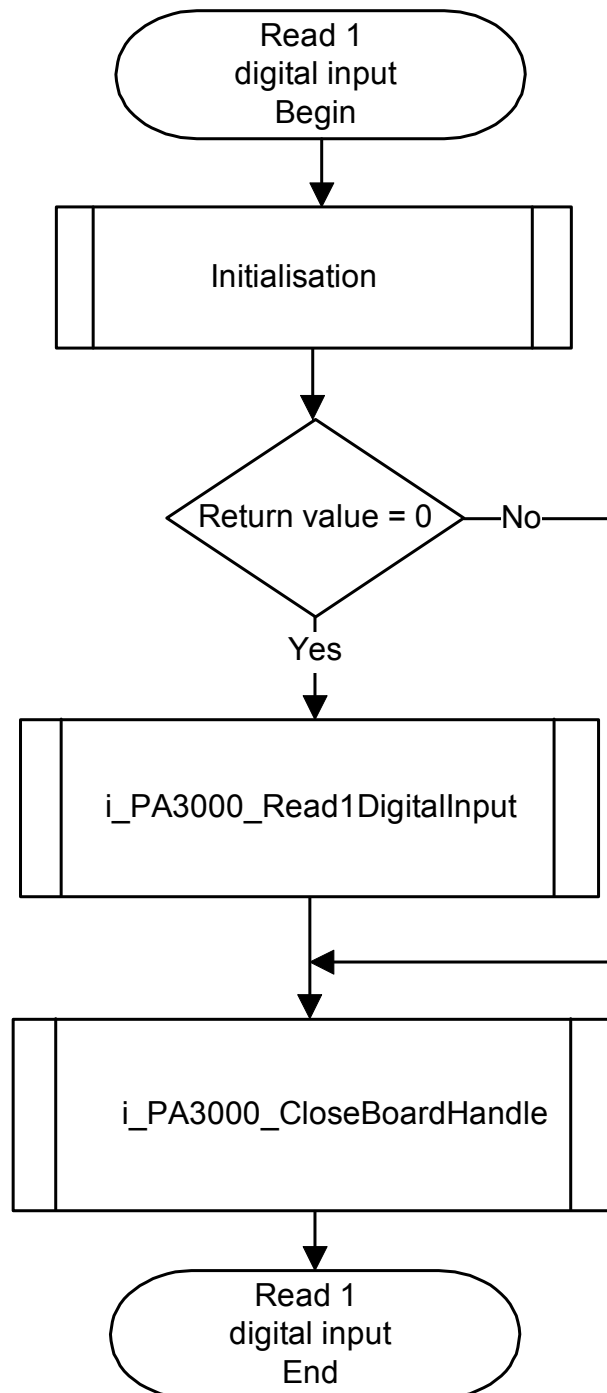 Read 1
digital input
Begin
Initialisation
Return value = 0
No
Yes
i_PA3000_Read1DigitalInput
i_PA3000_CloseBoardHandle
Read 1
digital input
End